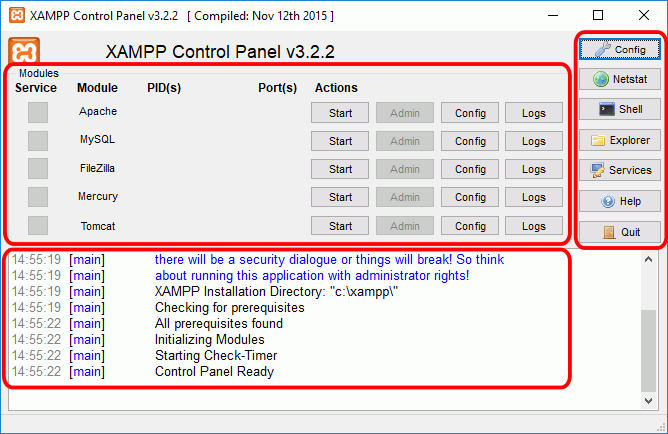 XAMPP Control Panel v3.2.2 [ Compiled: Nov 12th 2015 ]
XAMPP Control Panel v3.2.2
Config
Modules
Service Module PID(s) Port(s) Actions
Netstat
Apache Start Admin Config Logs
Shell
MySQL Start Admin Config Logs
Explorer
FileZilla Start Admin Config Logs
Services
Mercury Start Admin Config Logs
Help
Tomcat Start Admin Config Logs
Quit
14:55:19 [main] there will be a security dialogue or things will break! So think
14:55:19 [main] about running this application with administrator rights!
14:55:19 [main] XAMPP Installation Directory: "c:\xampp\"
14:55:19 [main] Checking for prerequisites
14:55:22 [main] All prerequisites found
14:55:22 [main] Initializing Modules
14:55:22 [main] Starting Check-Timer
14:55:22 [main] Control Panel Ready